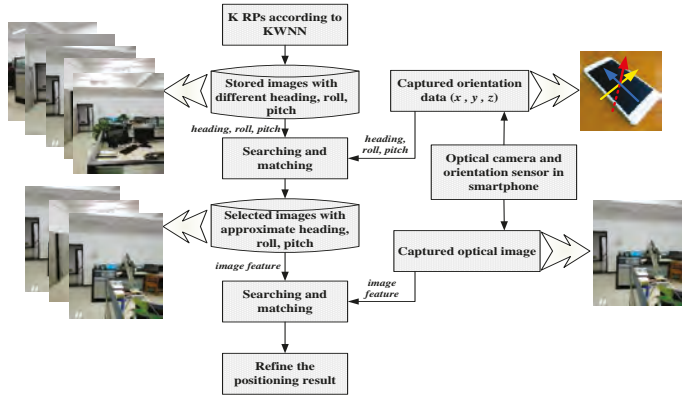 K RPs according to
KWNN
Stored images with
different heading, roll,
pitch
Captured orientation
data (x , y , z)
heading, roll, pitch
heading,
roll, pitch
Searching and
matching
Optical camera and
orientation sensor in
smartphone
Selected images with
approximate heading,
roll, pitch
Captured optical image
image feature
image
feature
Searching and
matching
Refine the
positioning result